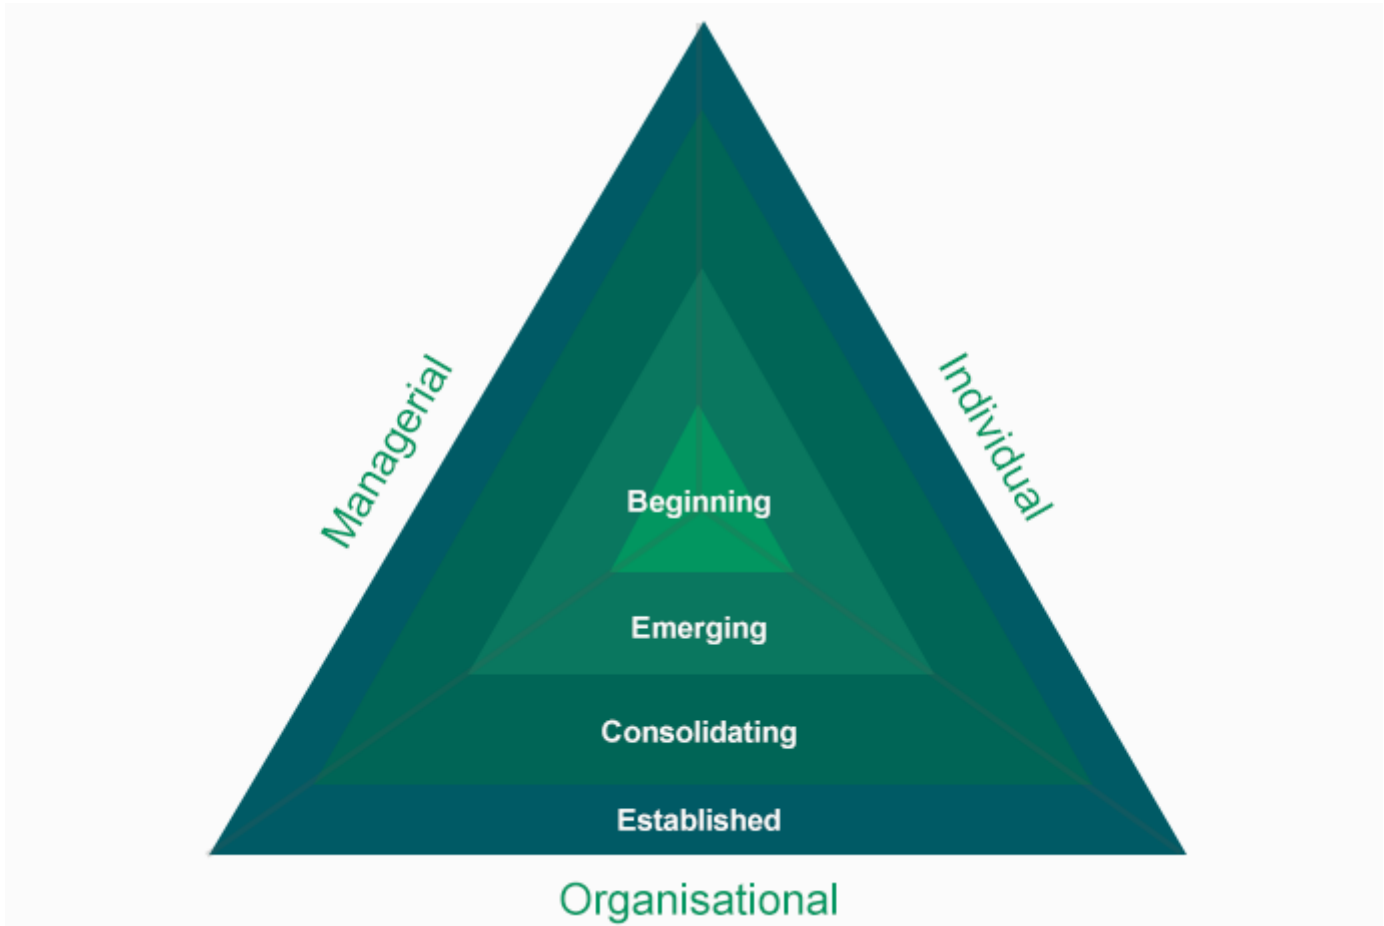 Managerial
Individual
Beginning
Emerging
Consolidating
Established
Organisational